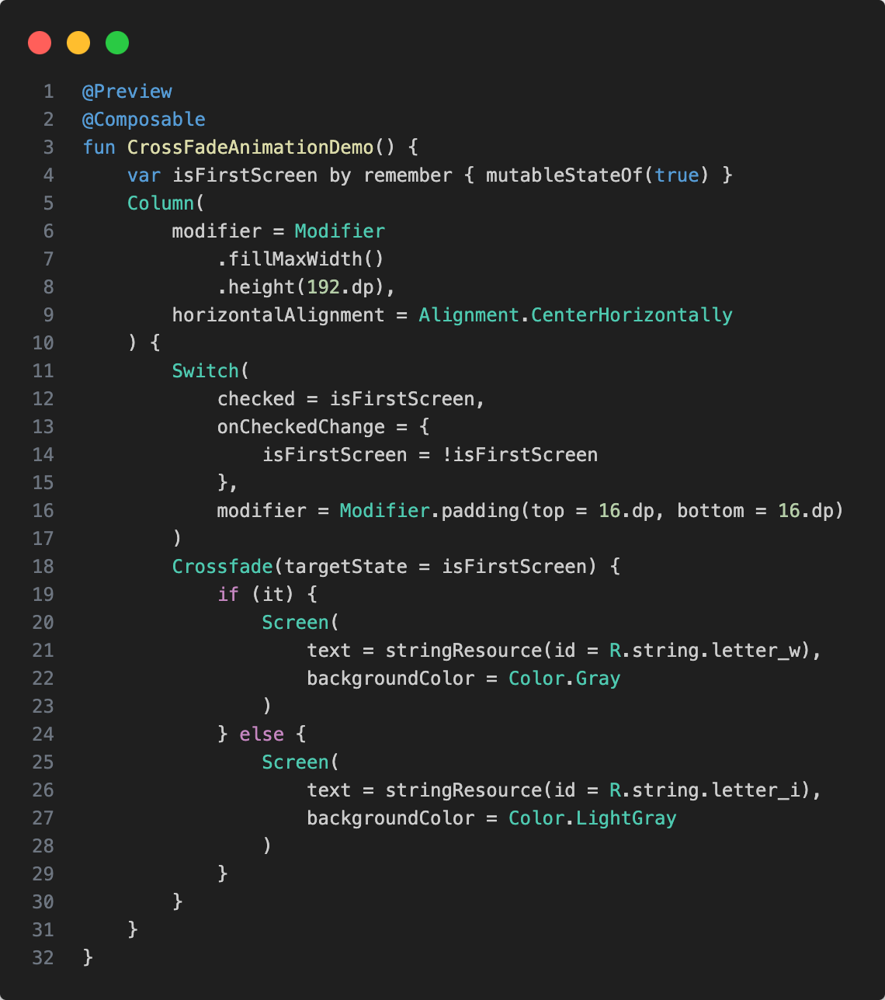 1 @Preview
2 @Composable
3 fun CrossFadeAnimationDemo() {
4     var isFirstScreen by remember { mutableStateOf(true) }
5     Column(
6         modifier = Modifier
7             .fillMaxWidth()
8             .height(192.dp),
9         horizontalAlignment = Alignment.CenterHorizontally
10     ) {
11         Switch(
12             checked = isFirstScreen,
13             onCheckedChange = {
14                 isFirstScreen = !isFirstScreen
15             },
16             modifier = Modifier.padding(top = 16.dp, bottom = 16.dp)
17         )
18         Crossfade(targetState = isFirstScreen) {
19             if (it) {
20                 Screen(
21                     text = stringResource(id = R.string.letter_w),
22                     backgroundColor = Color.Gray
23                 )
24             } else {
25                 Screen(
26                     text = stringResource(id = R.string.letter_i),
27                     backgroundColor = Color.LightGray
28                 )
29             }
30         }
31     }
32 }